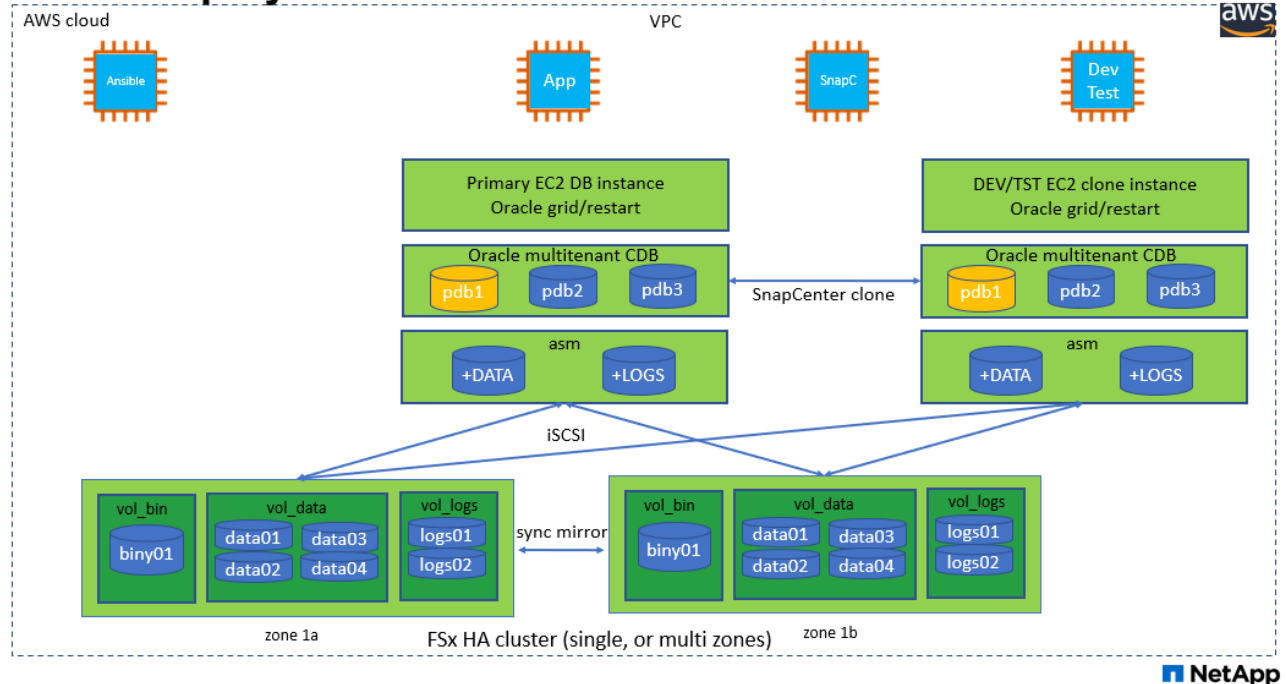 AWS cloud
VPC
aws
Ansible
App
SnapC
Dev
Test
Primary EC2 DB instance
Oracle grid/restart
DEV/TST EC2 clone instance
Oracle grid/restart
Oracle multitenant CDB
pdb1
pdb2
pdb3
SnapCenter clone
Oracle multitenant CDB
pdb1
pdb2
pdb3
asm
+DATA
+LOGS
asm
+DATA
+LOGS
iSCSI
vol_bin
biny01
vol_data
data01
data03
data02
data04
vol_logs
logs01
logs02
sync mirror
vol_bin
biny01
vol_data
data01
data03
data02
data04
vol_logs
logs01
logs02
zone 1a
FSx HA cluster (single, or multi zones)
zone 1b
NetApp